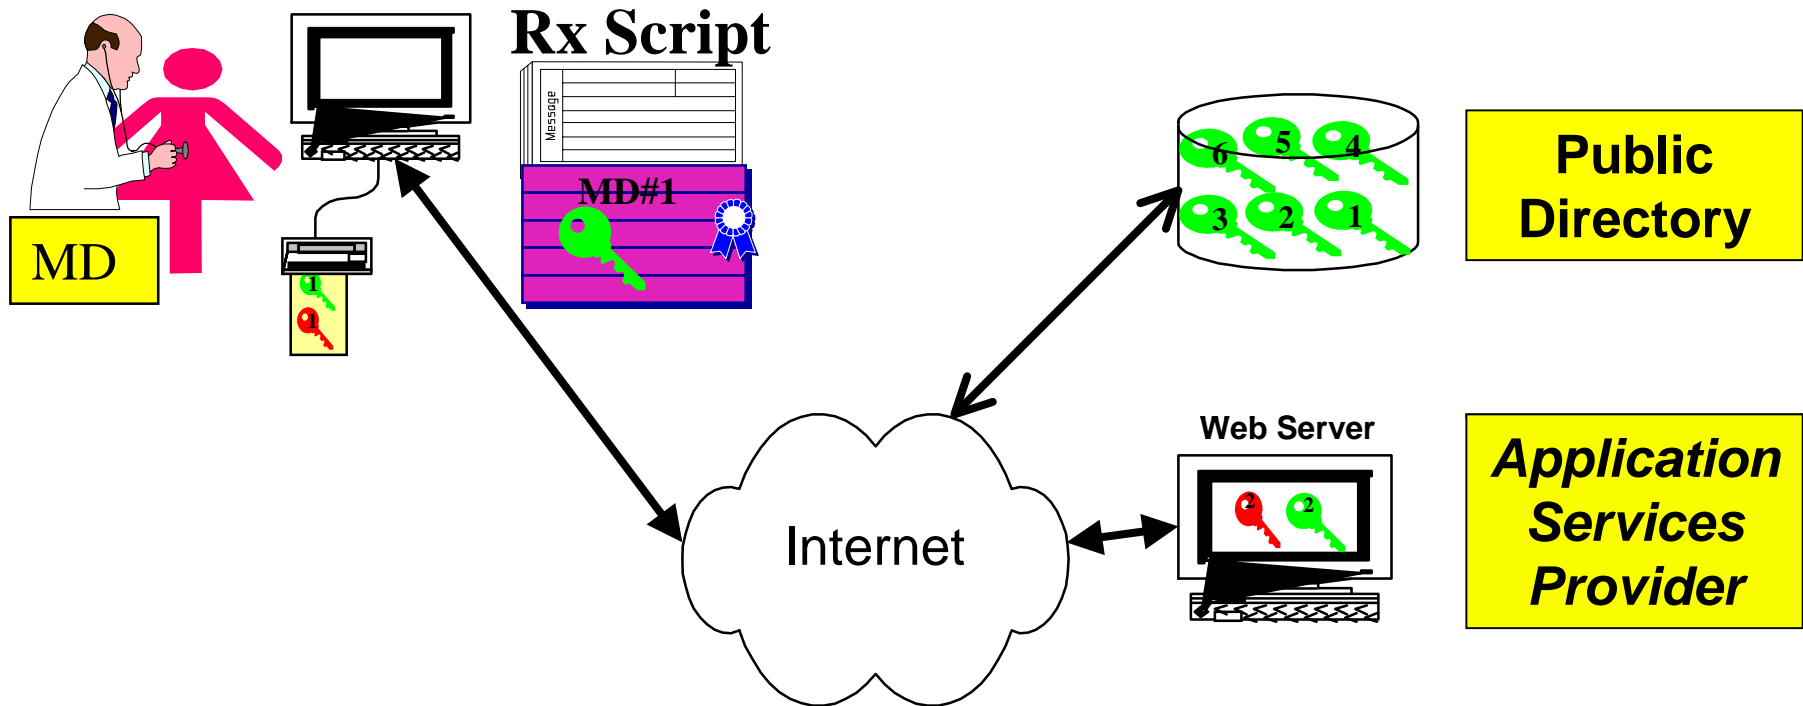 Rx Script
Message
MD#1
MD
1
1
6
5
4
3
2
1
Public
Directory
Internet
Web Server
2
2
Application
Services
Provider